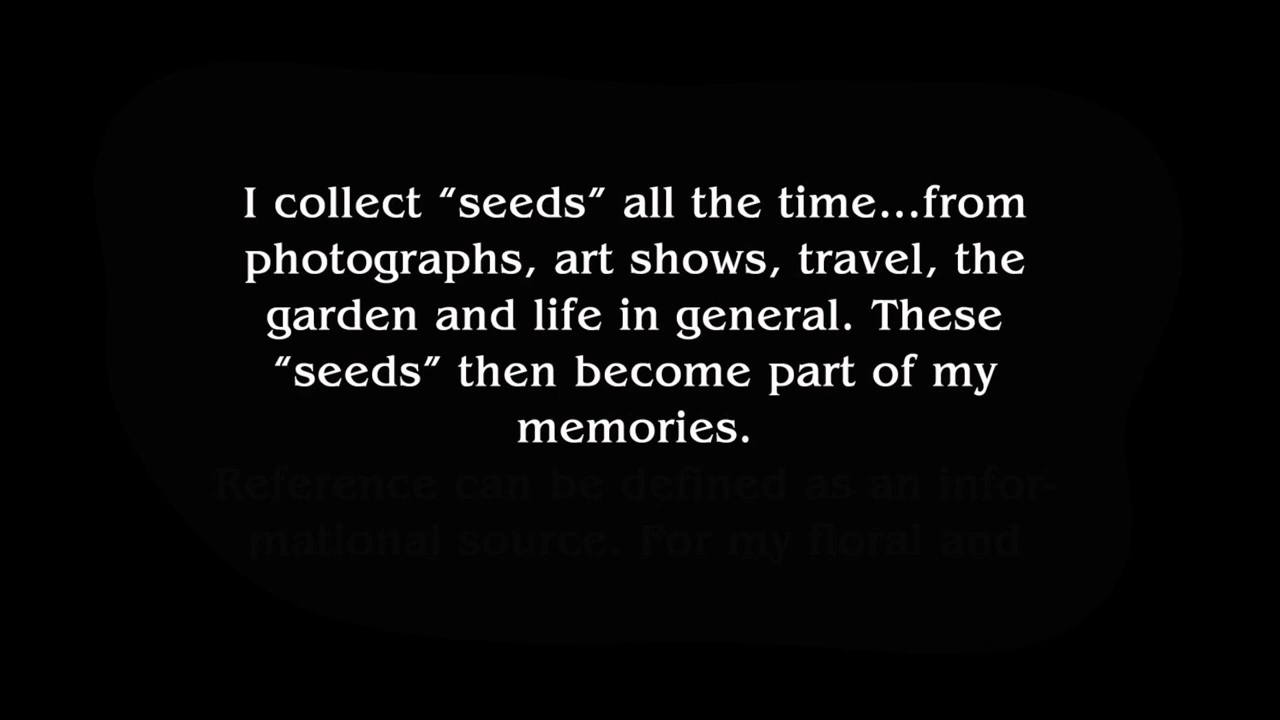 I collect “seeds” all the time...from
photographs, art shows, travel, the
garden and life in general. These
“seeds” then become part of my
memories.
Reference can be defined as an infor-
mational source. For my floral and